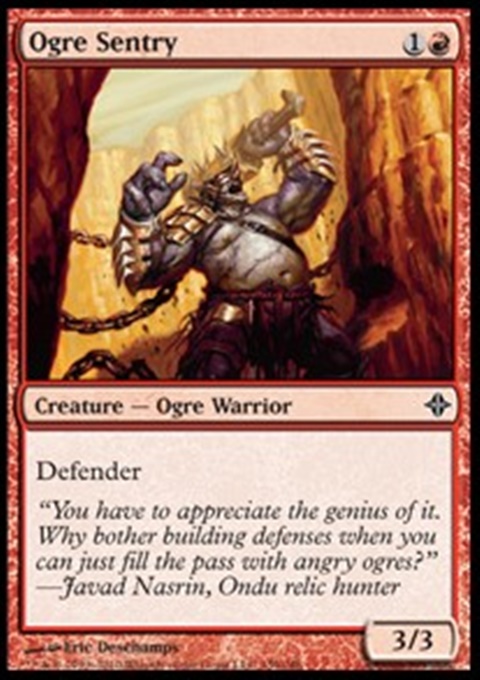 Ogre Sentry 1
Creature — Ogre Warrior
Defender
“You have to appreciate the genius of it.
Why bother building defenses when you
can just fill the pass with angry ogres?”
—Javad Nasrin, Ondu relic hunter
Eric Deschamps
3/3